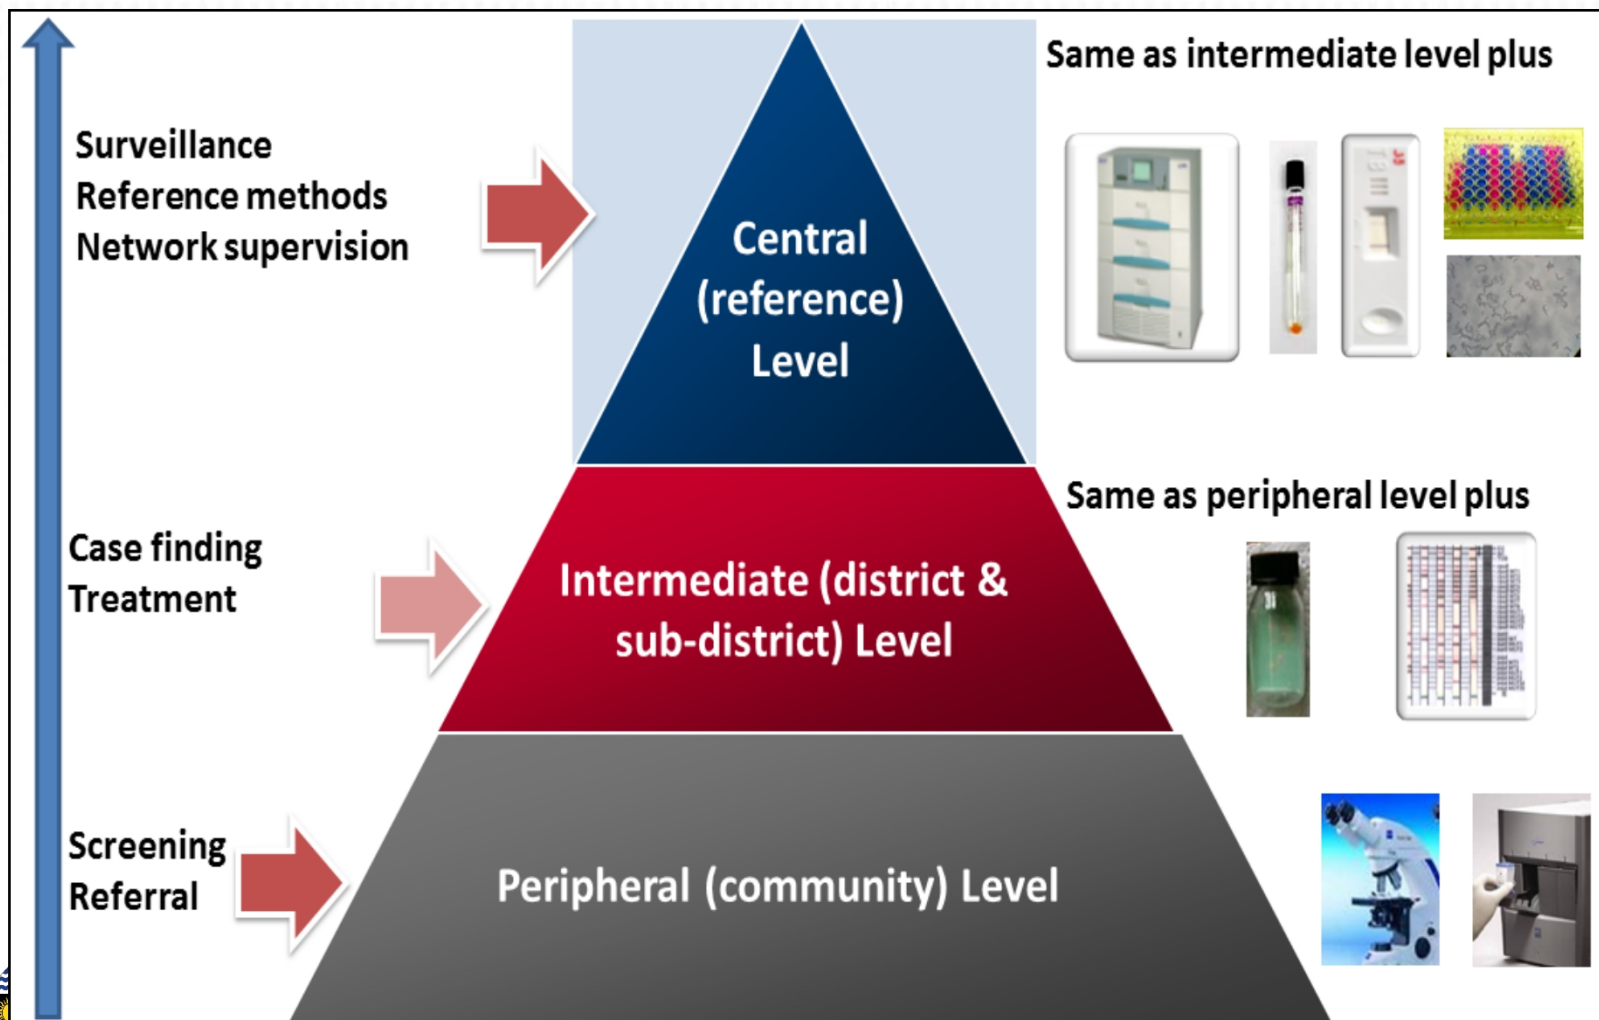 Same as intermediate level plus
Surveillance
Reference methods
Network supervision
Central
(reference)
Level
Same as peripheral level plus
Case finding
Treatment
Intermediate (district &
sub-district) Level
Screening
Referral
Peripheral (community) Level